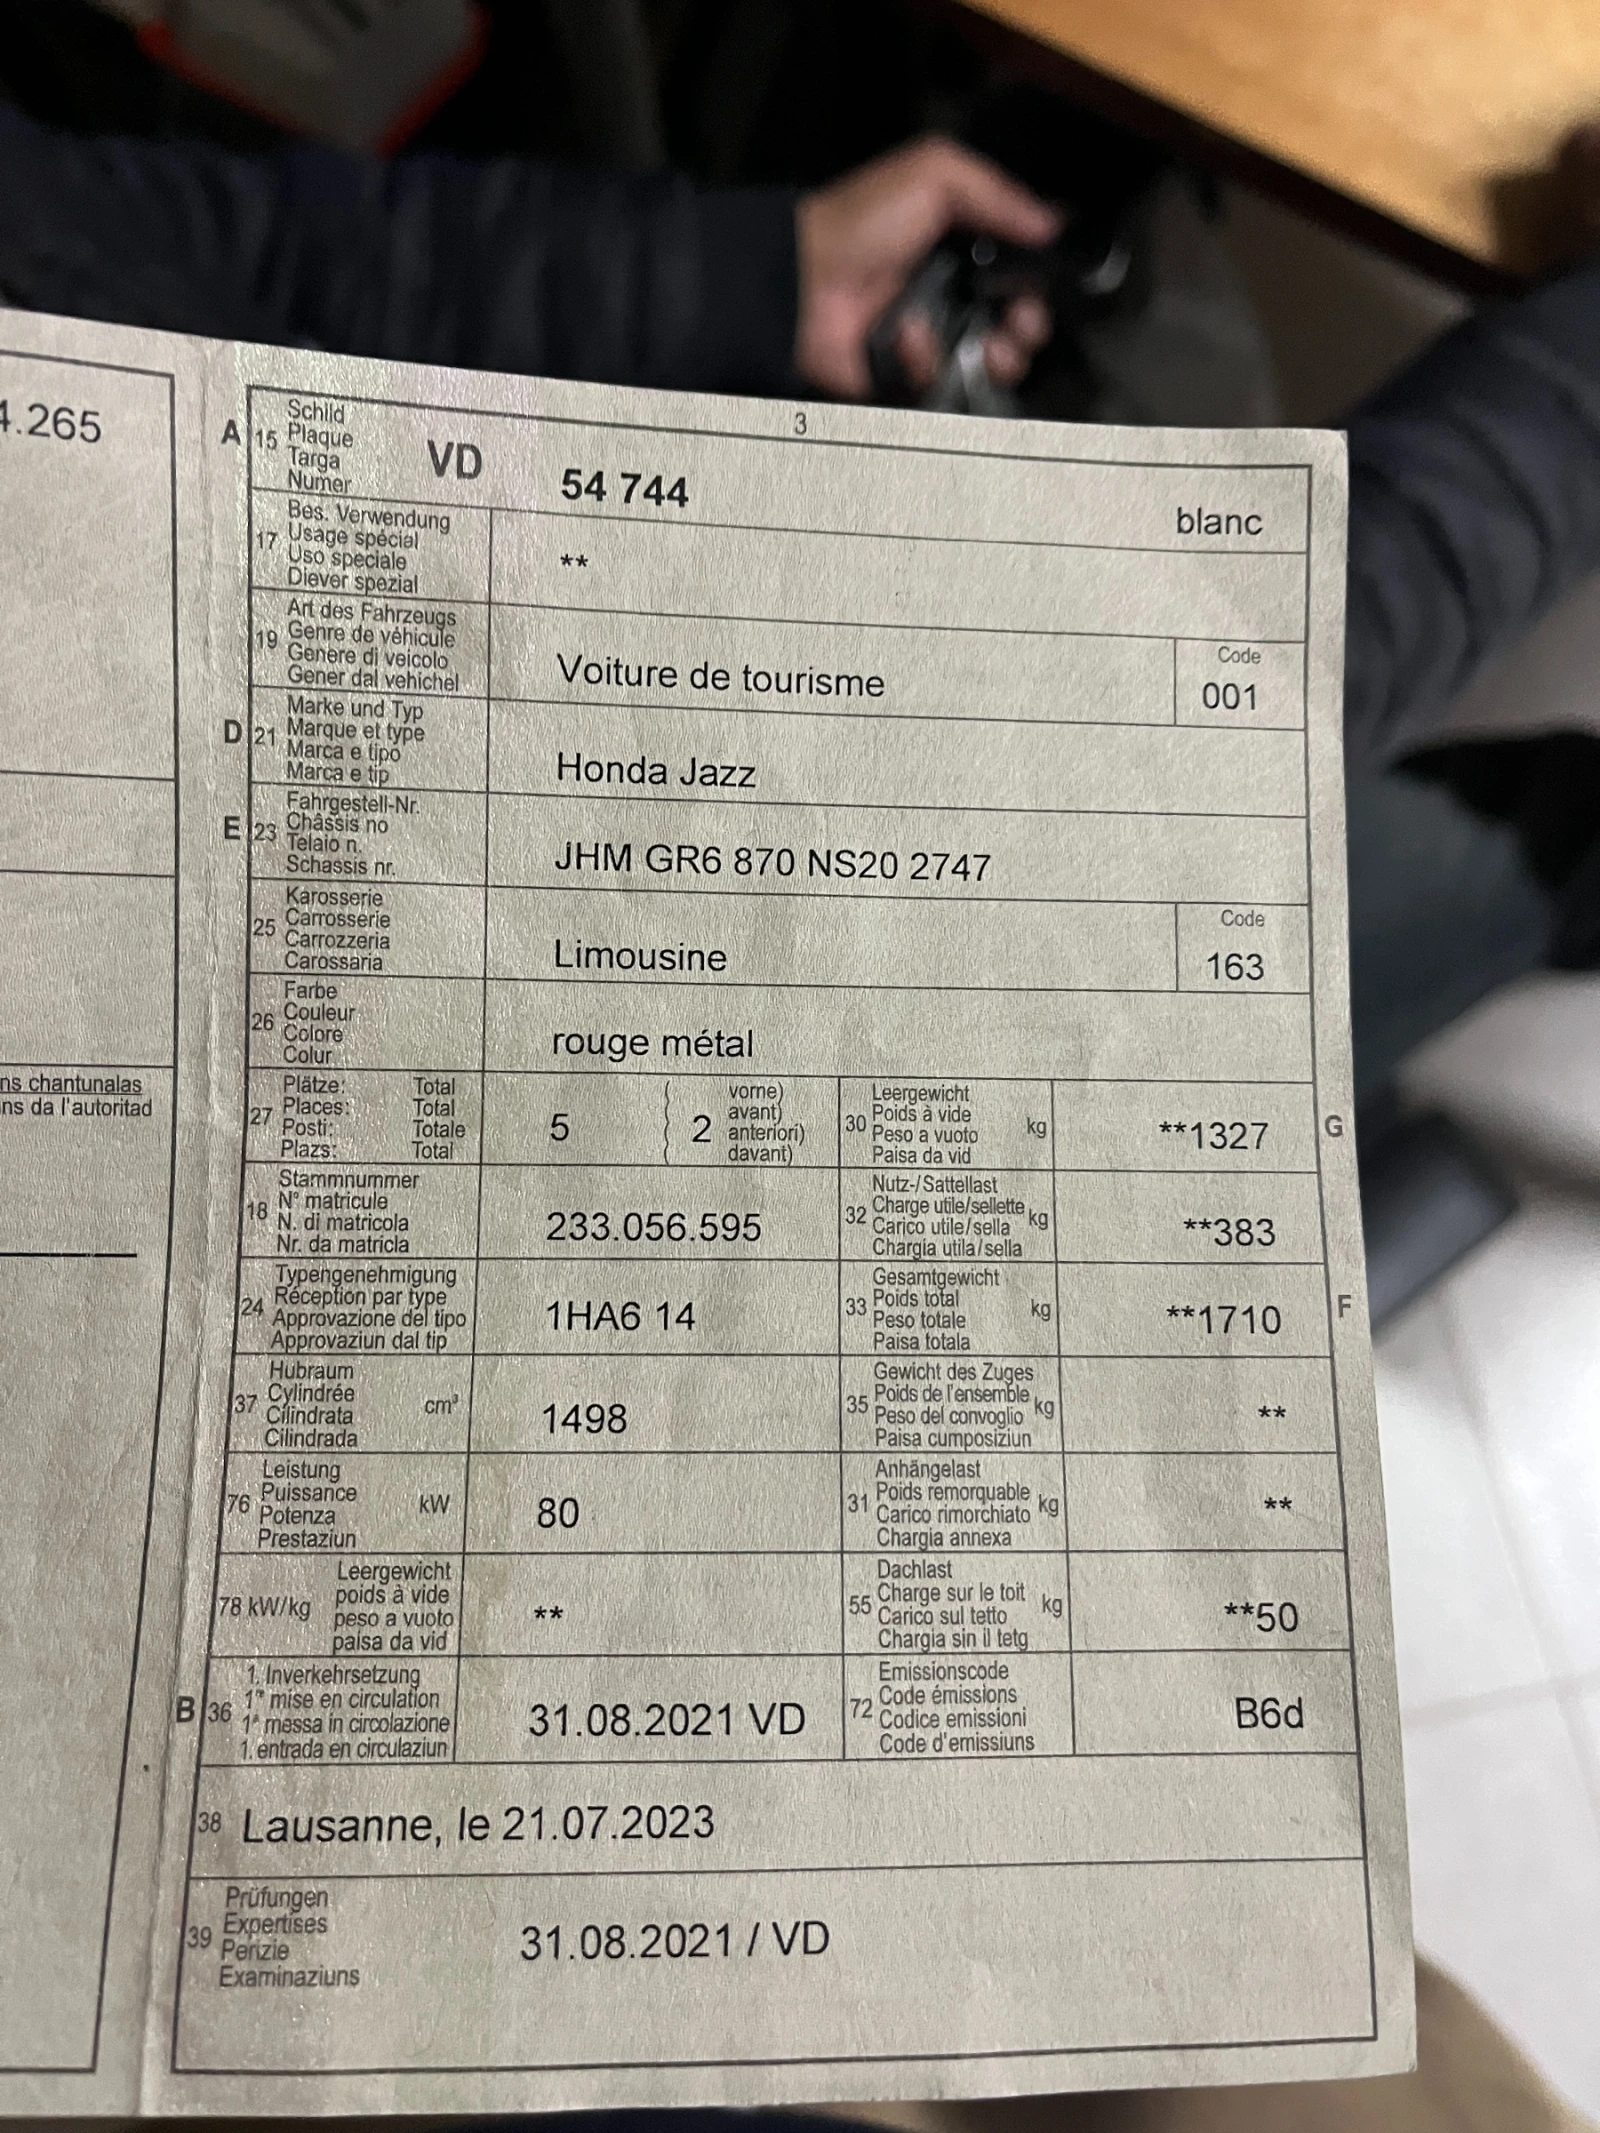 4.265
ns chantunalas
ns da l'autoritad
3
A 15 Schild
Plaque
Targa
Numer
VD 54 744 blanc
17 Bes. Verwendung
Usage spécial
Uso speciale
Diever spezial
**
19 Art des Fahrzeugs
Genre de véhicule
Genere di veicolo
Gener dal vehichel
Voiture de tourisme
Code
001
D 21 Marke und Typ
Marque et type
Marca e tipo
Marca e tip
Honda Jazz
E 23 Fahrgestell-Nr.
Châssis no
Telaio n.
Schassis nr.
JHM GR6 870 NS20 2747
25 Karosserie
Carrosserie
Carrozzeria
Carossaria
Limousine
Code
163
26 Farbe
Couleur
Colore
Colur
rouge métal
27 Plätze: Total
Places: Total
Posti: Totale
Plazs: Total
5
( 2 vorne)
avant)
anteriori)
davant)
30 Leergewicht
Poids à vide
Peso a vuoto
Paisa da vid
kg
**1327
G
18 Stammnummer
N° matricule
N. di matricola
Nr. da matricla
233.056.595
32 Nutz-/Sattellast
Charge utile/sellette
Carico utile/sella
Chargia utila/sella
kg
**383
24 Typengenehmigung
Réception par type
Approvazione del tipo
Approvaziun dal tip
1HA6 14
33 Gesamtgewicht
Poids total
Peso totale
Paisa totala
kg
**1710
F
37 Hubraum
Cylindrée
Cilindrata
Cilindrada
cm³
1498
35 Gewicht des Zuges
Poids de l'ensemble
Peso del convoglio
Paisa cumposiziun
kg
**
76 Leistung
Puissance
Potenza
Prestaziun
kW
80
31 Anhängelast
Poids remorquable
Carico rimorchiato
Chargia annexa
kg
**
78 kW/kg Leergewicht
poids à vide
peso a vuoto
paisa da vid
**
55 Dachlast
Charge sur le toit
Carico sul tetto
Chargia sin il tetg
kg
**50
B 36 1. Inverkehrsetzung
1re mise en circulation
1a messa in circolazione
1. entrada en circulaziun
31.08.2021 VD
72 Emissionscode
Code émissions
Codice emissioni
Code d'emissiuns
B6d
38 Lausanne, le 21.07.2023
39 Prüfungen
Expertises
Perizie
Examinaziuns
31.08.2021 / VD